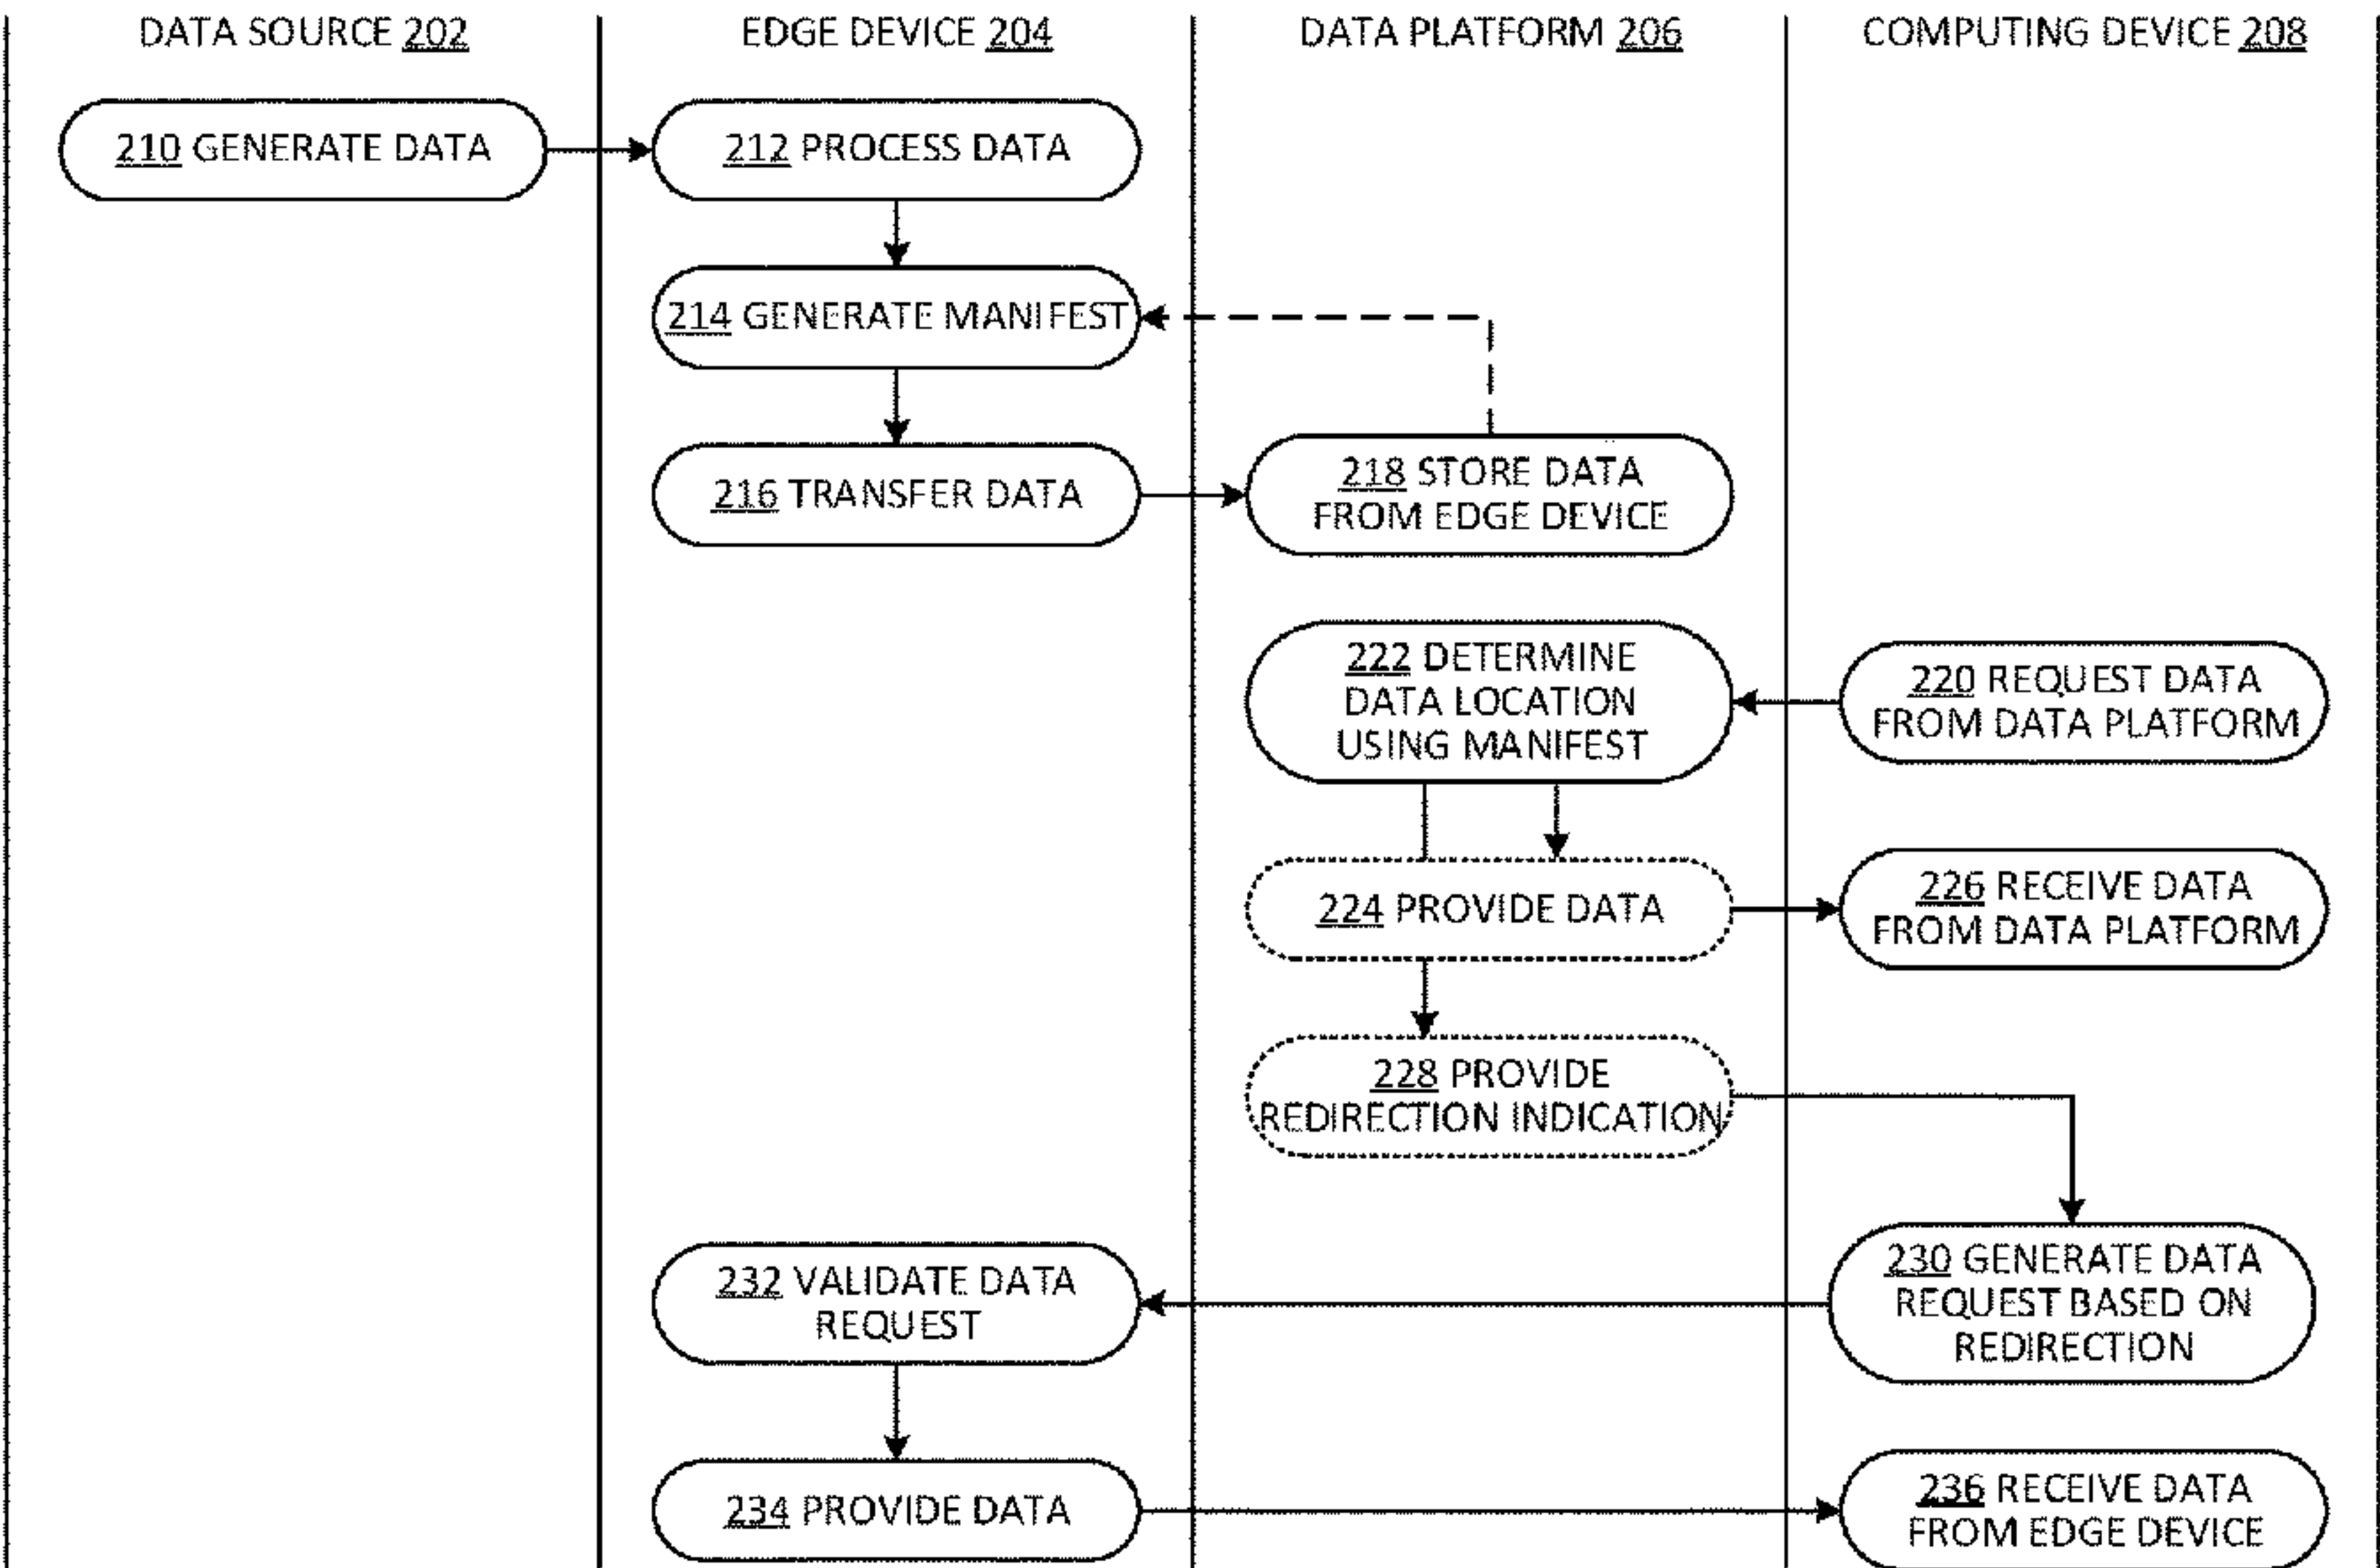 DATA SOURCE 202
EDGE DEVICE 204
DATA PLATFORM 206
COMPUTING DEVICE 208
210 GENERATE DATA
212 PROCESS DATA
214 GENERATE MANIFEST
216 TRANSFER DATA
218 STORE DATA
FROM EDGE DEVICE
222 DETERMINE
DATA LOCATION
USING MANIFEST
220 REQUEST DATA
FROM DATA PLATFORM
224 PROVIDE DATA
226 RECEIVE DATA
FROM DATA PLATFORM
228 PROVIDE
REDIRECTION INDICATION
230 GENERATE DATA
REQUEST BASED ON
REDIRECTION
232 VALIDATE DATA
REQUEST
234 PROVIDE DATA
236 RECEIVE DATA
FROM EDGE DEVICE